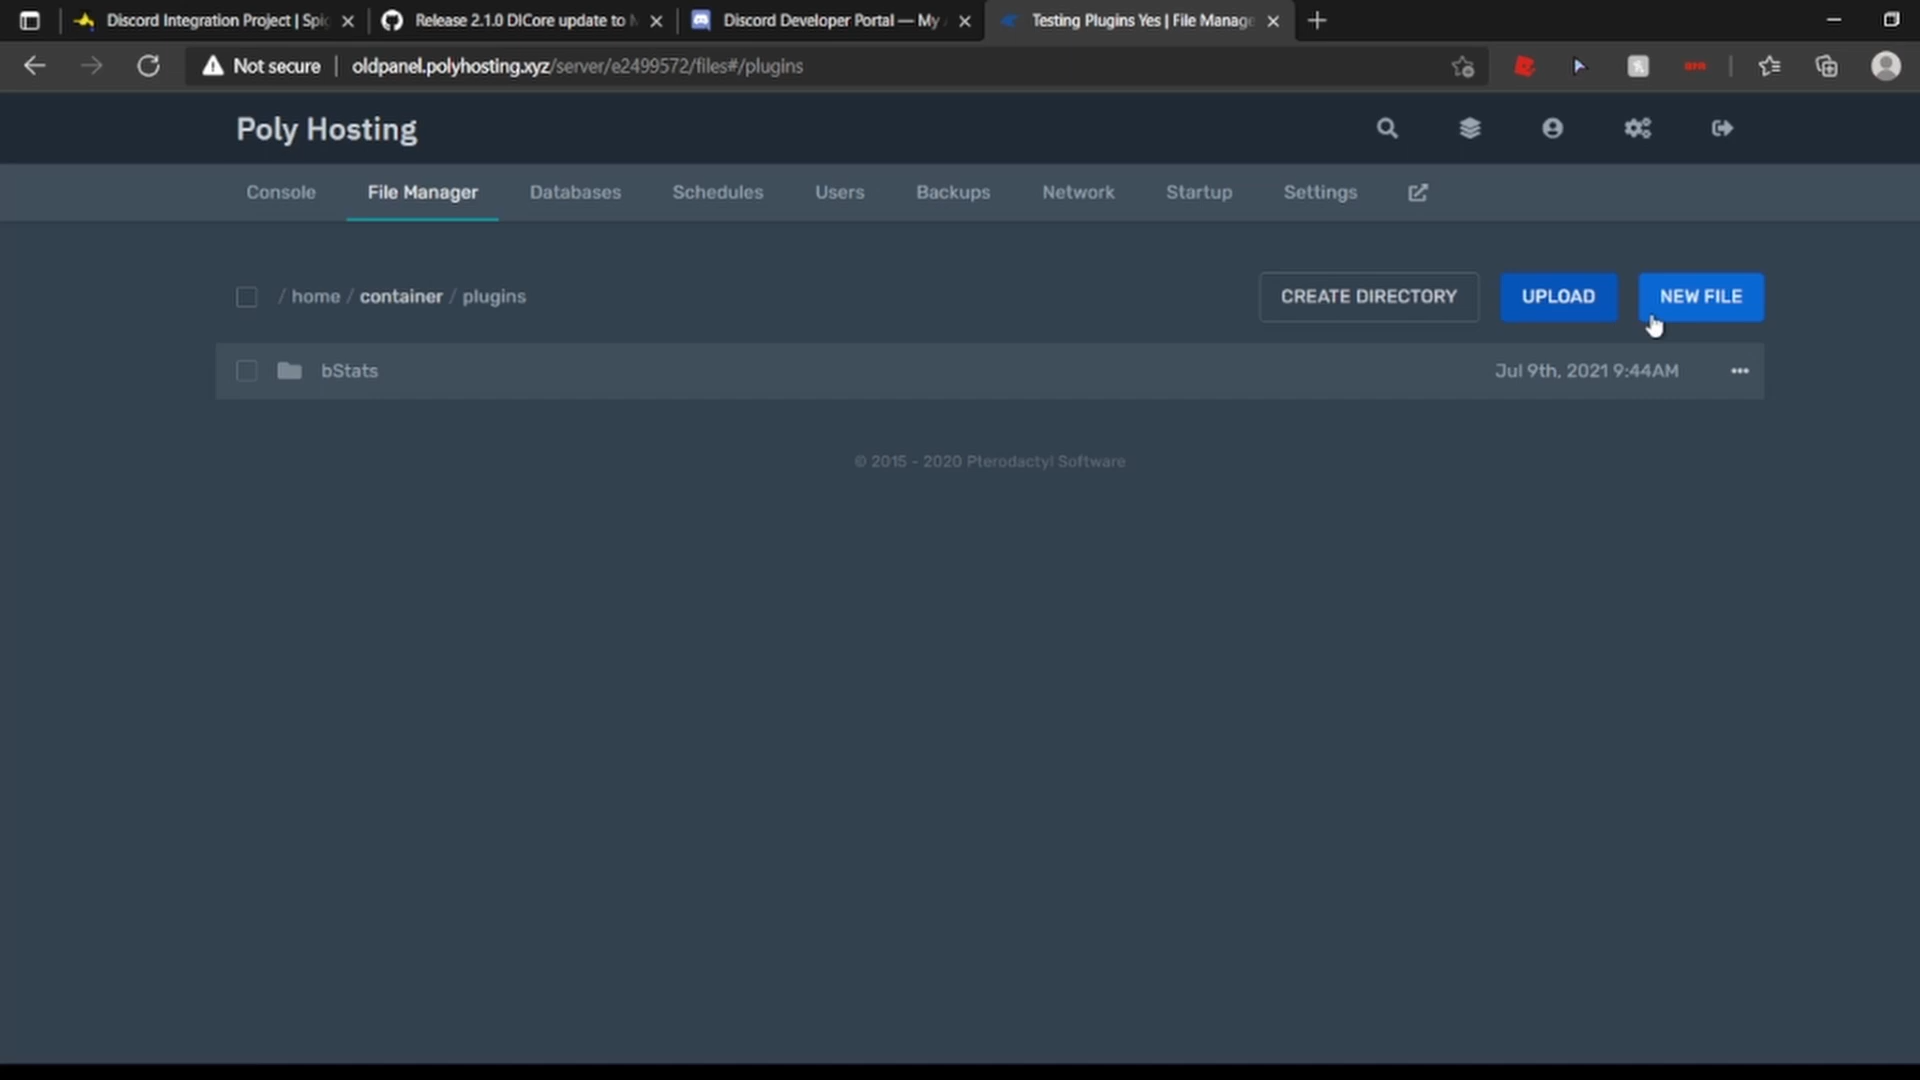 Discord Integration Project | Spi
Release 2.1.0 DICore update to
Discord Developer Portal — My
Testing Plugins Yes | File Manage
Not secure
oldpanel.polyhosting.xyz/server/e2499572/files#/plugins
Poly Hosting
Console
File Manager
Databases
Schedules
Users
Backups
Network
Startup
Settings
/ home / container / plugins
CREATE DIRECTORY
UPLOAD
NEW FILE
bStats
Jul 9th, 2021 9:44AM
© 2015 - 2020 Pterodactyl Software